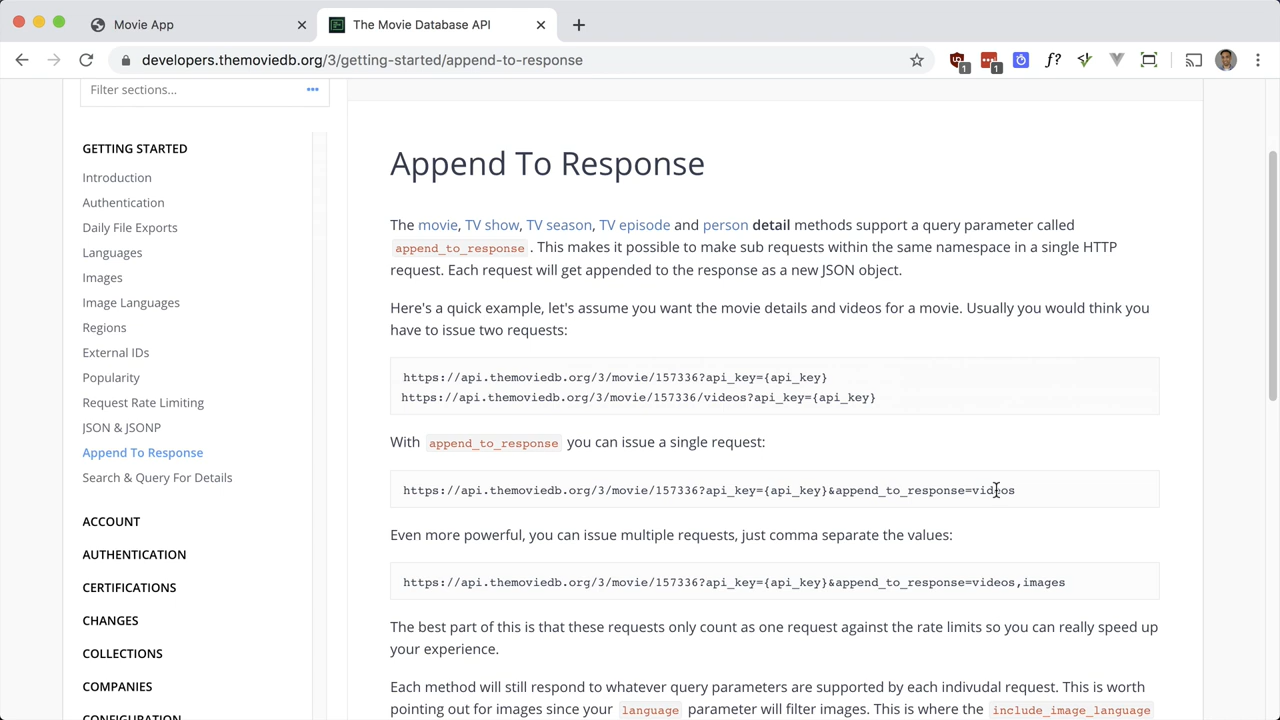 Movie App
The Movie Database API
developers.themoviedb.org/3/getting-started/append-to-response
1
1
f?
Filter sections...
GETTING STARTED
Introduction
Authentication
Daily File Exports
Languages
Images
Image Languages
Regions
External IDs
Popularity
Request Rate Limiting
JSON & JSONP
Append To Response
Search & Query For Details
ACCOUNT
AUTHENTICATION
CERTIFICATIONS
CHANGES
COLLECTIONS
COMPANIES
CONFIGURATION
Append To Response
The movie, TV show, TV season, TV episode and person detail methods support a query parameter called
append_to_response. This makes it possible to make sub requests within the same namespace in a single HTTP
request. Each request will get appended to the response as a new JSON object.
Here's a quick example, let's assume you want the movie details and videos for a movie. Usually you would think you
have to issue two requests:
https://api.themoviedb.org/3/movie/157336?api_key={api_key}
https://api.themoviedb.org/3/movie/157336/videos?api_key={api_key}
With append_to_response you can issue a single request:
https://api.themoviedb.org/3/movie/157336?api_key={api_key}&append_to_response=videos
Even more powerful, you can issue multiple requests, just comma separate the values:
https://api.themoviedb.org/3/movie/157336?api_key={api_key}&append_to_response=videos,images
The best part of this is that these requests only count as one request against the rate limits so you can really speed up
your experience.
Each method will still respond to whatever query parameters are supported by each indivudal request. This is worth
pointing out for images since your language parameter will filter images. This is where the include_image_language